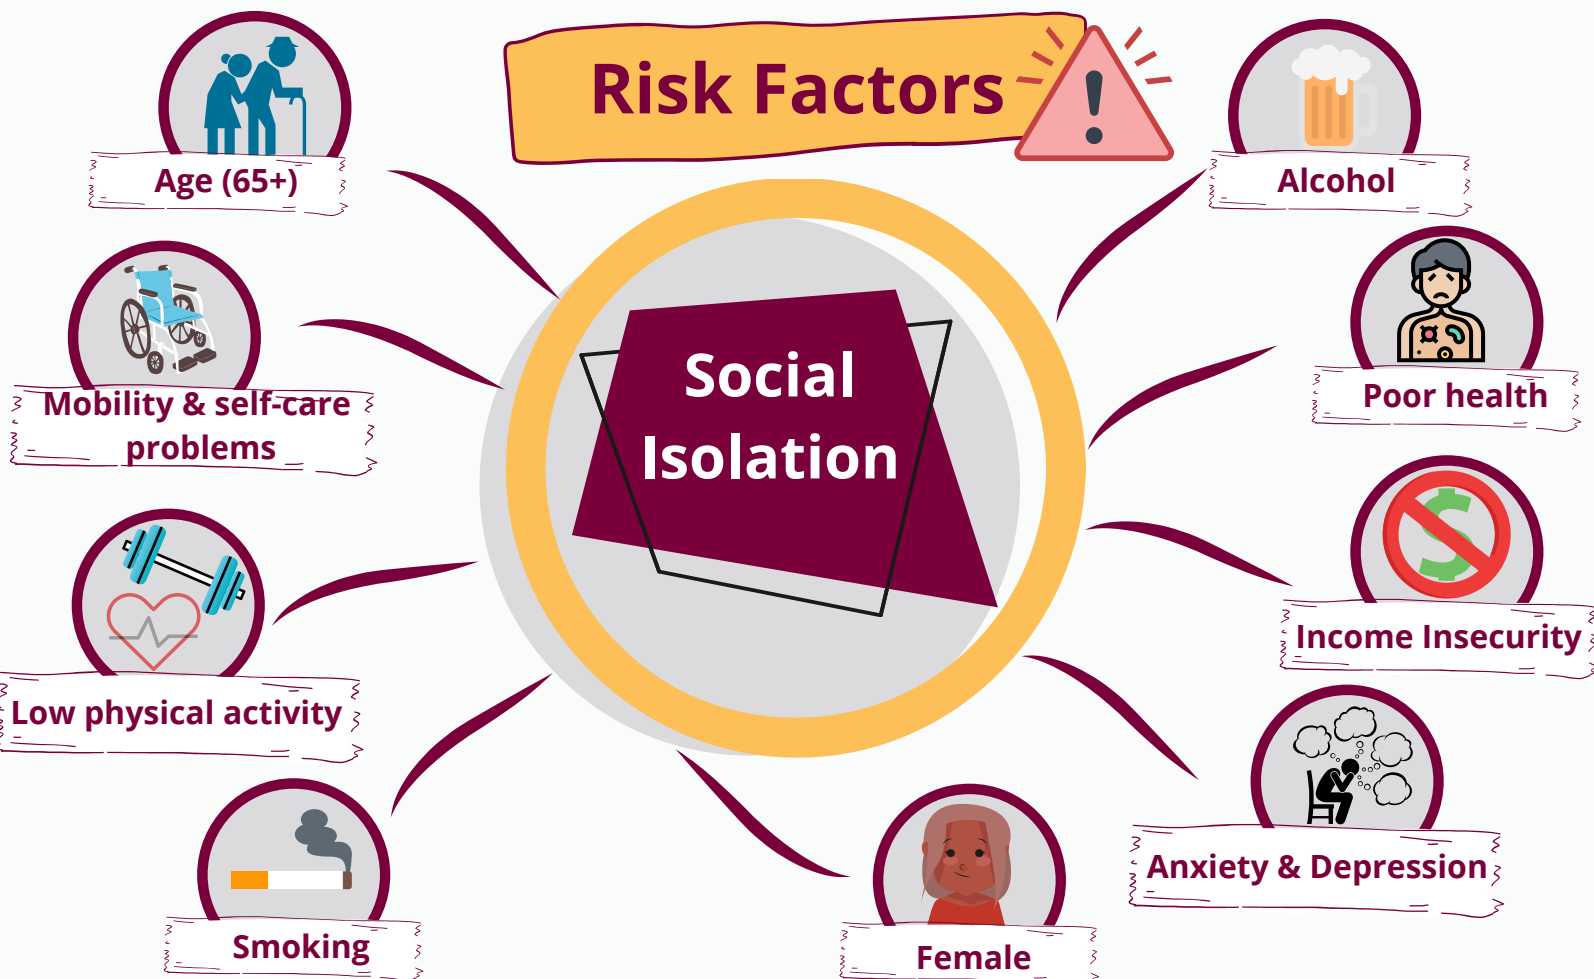 Risk Factors
Age (65+)
Alcohol
Mobility & self-care
problems
Social
Isolation
Poor health
Low physical activity
Income Insecurity
Smoking
Female
Anxiety & Depression